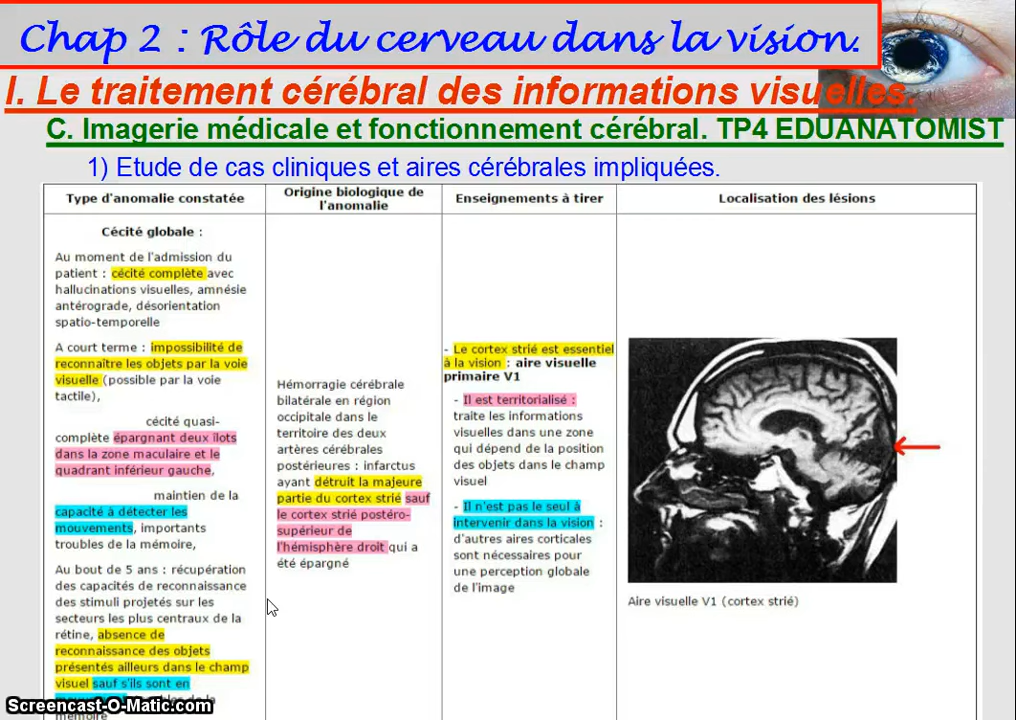 Chap 2 : Rôle du cerveau dans la vision.
I. Le traitement cérébral des informations visuelles.
C. Imagerie médicale et fonctionnement cérébral. TP4 EDUANATOMIST
1) Etude de cas cliniques et aires cérébrales impliquées.
Type d'anomalie constatée
Origine biologique de
l'anomalie
Enseignements à tirer
Localisation des lésions
Cécité globale :
Au moment de l'admission du
patient : cécité complète avec
hallucinations visuelles, amnésie
antérograde, désorientation
spatio-temporelle
A court terme : impossibilité de
reconnaître les objets par la voie
visuelle (possible par la voie
tactile),
cécité quasi-
complète épargnant deux îlots
dans la zone maculaire et le
quadrant inférieur gauche,
maintien de la
capacité à détecter les
mouvements, importants
troubles de la mémoire,
Au bout de 5 ans : récupération
des capacités de reconnaissance
des stimuli projetés sur les
secteurs les plus centraux de la
rétine, absence de
reconnaissance des objets
présentés ailleurs dans le champ
visuel sauf s'ils sont en
de la
mémoire
Hémorragie cérébrale
bilatérale en région
occipitale dans le
territoire des deux
artères cérébrales
postérieures : infarctus
ayant détruit la majeure
partie du cortex strié sauf
le cortex strié postéro-
supérieur de
l'hémisphère droit qui a
été épargné
- Le cortex strié est essentiel
à la vision : aire visuelle
primaire V1
- Il est territorialisé :
traite les informations
visuelles dans une zone
qui dépend de la position
des objets dans le champ
visuel
- Il n'est pas le seul à
intervenir dans la vision :
d'autres aires corticales
sont nécessaires pour
une perception globale
de l'image
Aire visuelle V1 (cortex strié)
Screencast-O-Matic.com